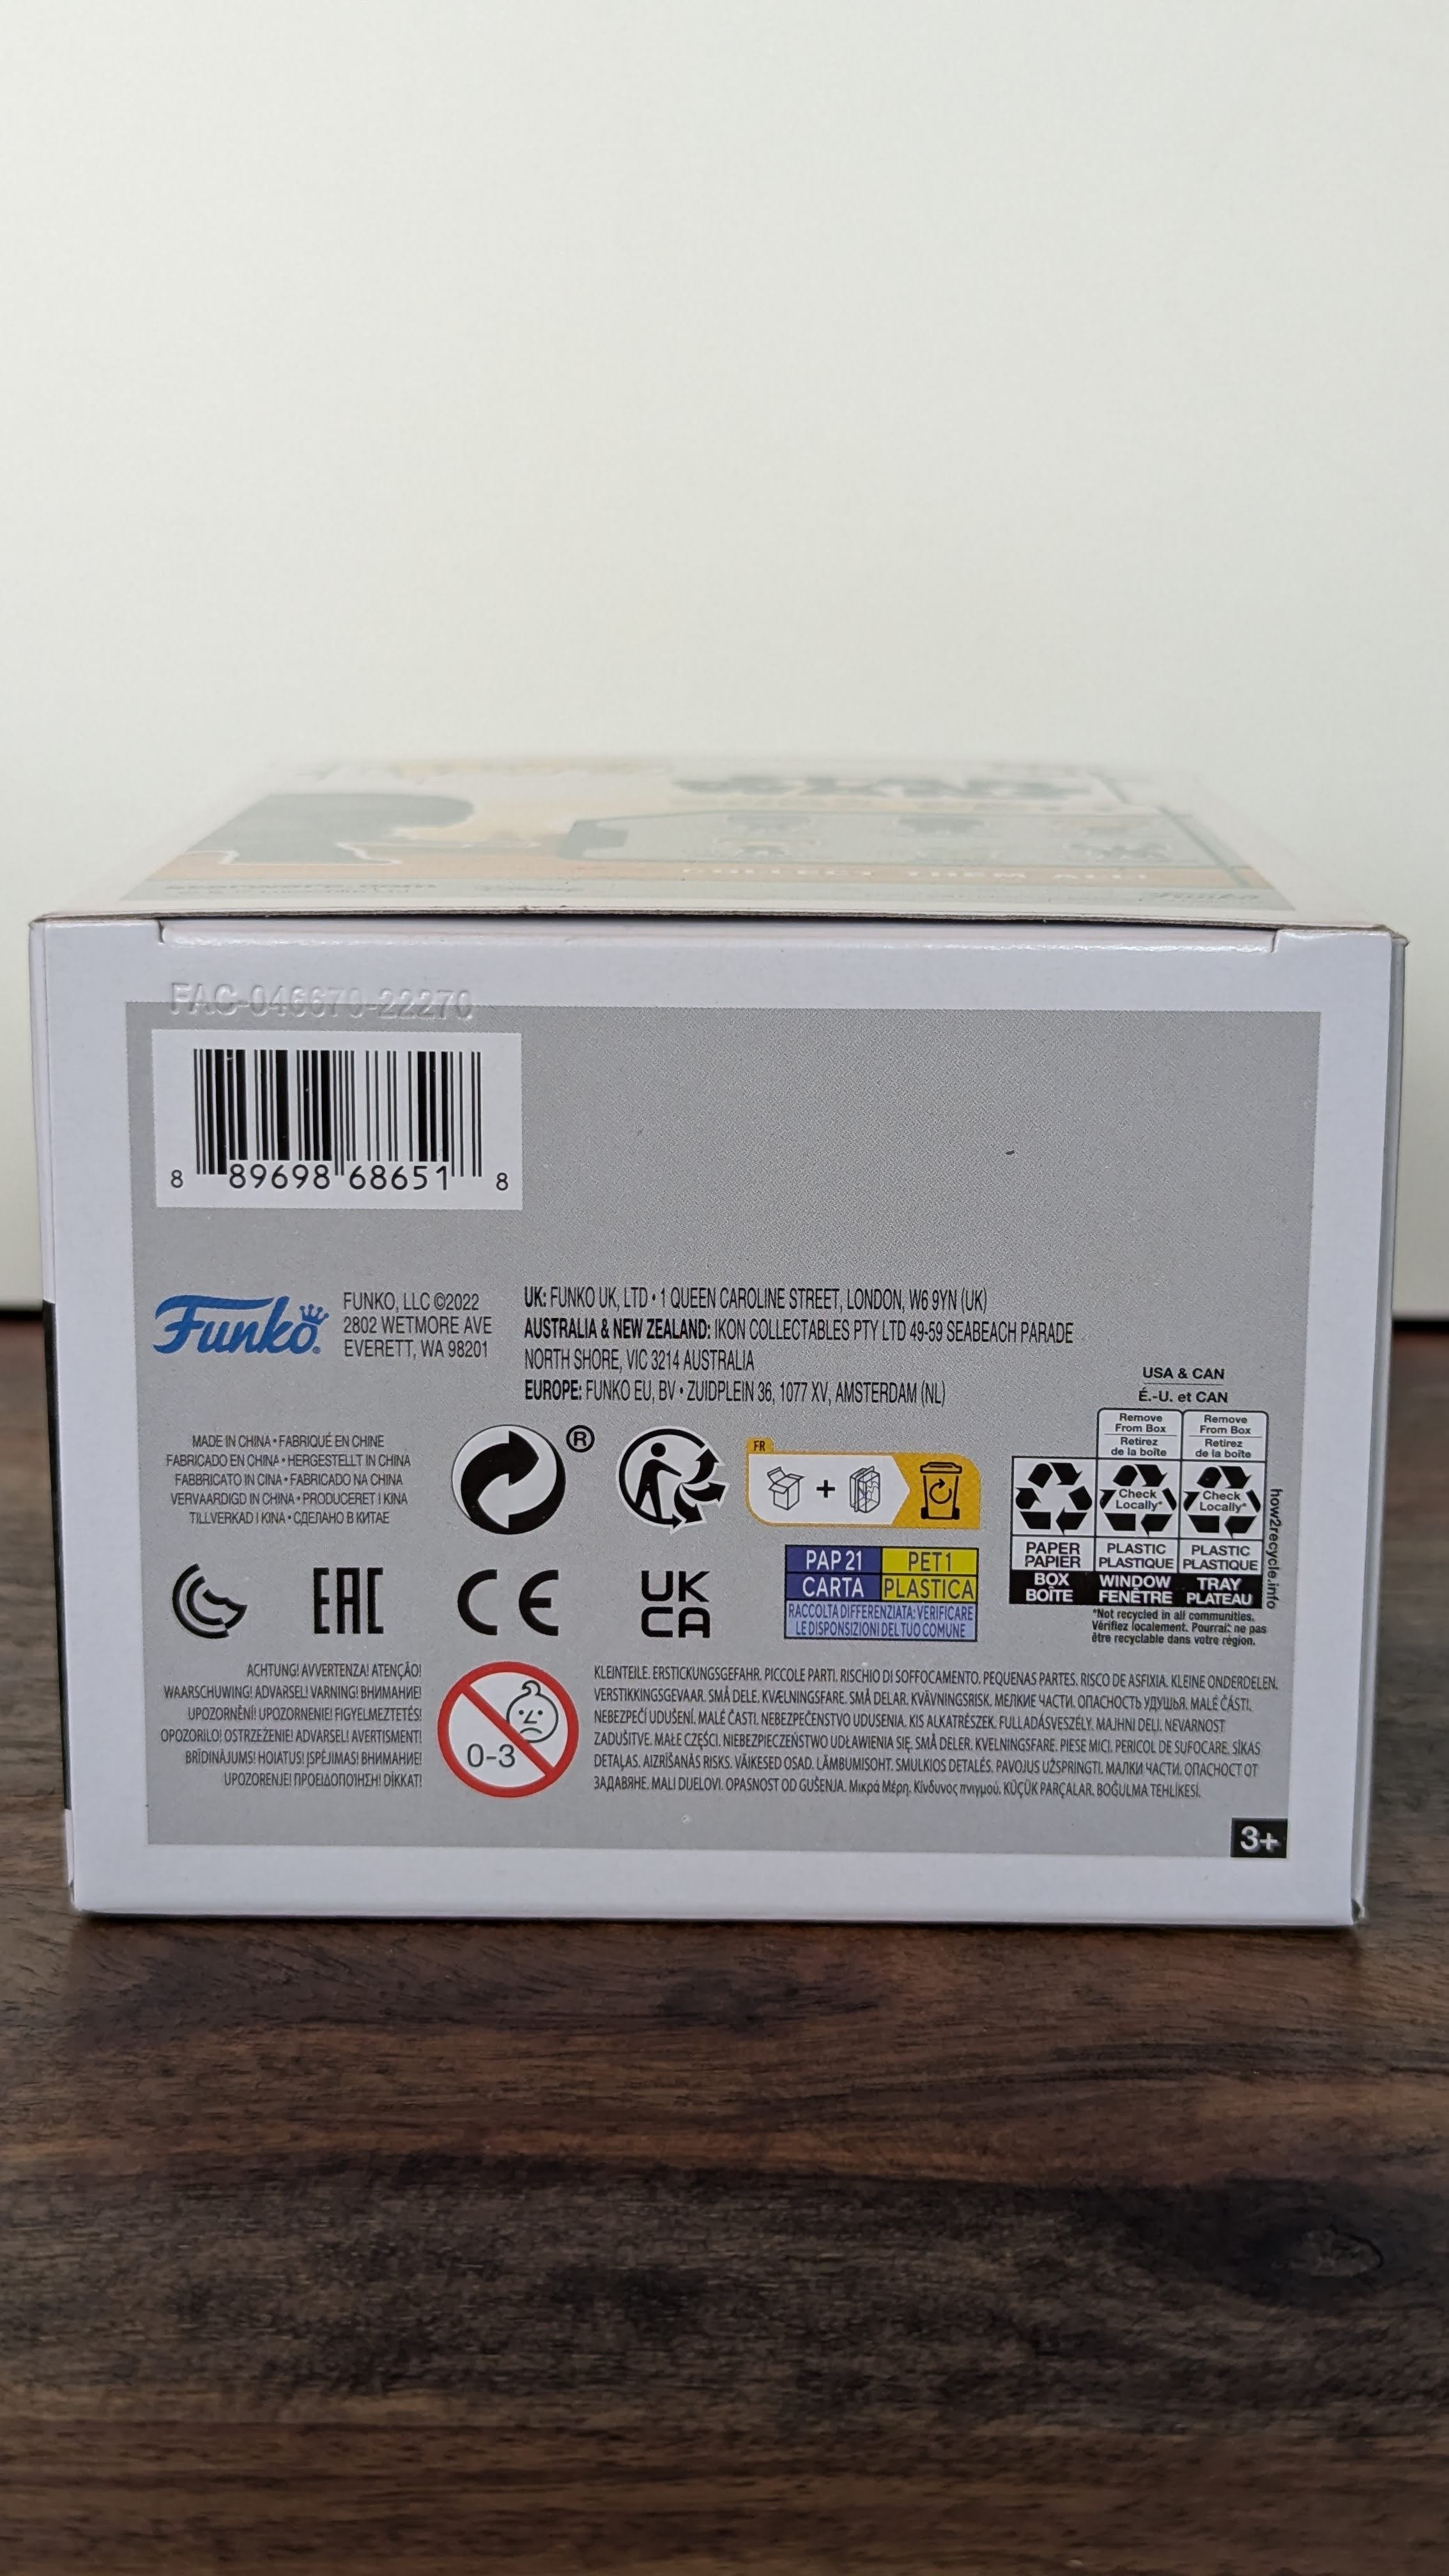 COLLECT THEM ALL!
starwars.com
FAC-046670-22270
8 89698 68651 8
Funko®
FUNKO, LLC ©2022
2802 WETMORE AVE
EVERETT, WA 98201
UK: FUNKO UK, LTD • 1 QUEEN CAROLINE STREET, LONDON, W6 9YN (UK)
AUSTRALIA & NEW ZEALAND: IKON COLLECTABLES PTY LTD 49-59 SEABEACH PARADE
NORTH SHORE, VIC 3214 AUSTRALIA
EUROPE: FUNKO EU, BV • ZUIDPLEIN 36, 1077 XV, AMSTERDAM (NL)
MADE IN CHINA • FABRIQUÉ EN CHINE
FABRICADO EN CHINA • HERGESTELLT IN CHINA
FABBRICATO IN CINA • FABRICADO NA CHINA
VERVAARDIGD IN CHINA • PRODUCERET I KINA
TILLVERKAD I KINA • СДЕЛАНО В КИТАЕ
®
FR
+
USA & CAN
É.-U. et CAN
Remove
From Box
Retirez
de la boîte
Remove
From Box
Retirez
de la boîte
Check
Locally*
Check
Locally*
PAPER
PAPIER
PLASTIC
PLASTIQUE
PLASTIC
PLASTIQUE
BOX
BOÎTE
WINDOW
FENÊTRE
TRAY
PLATEAU
how2recycle.info
*Not recycled in all communities.
Vérifiez localement. Pourrait ne pas
être recyclable dans votre région.
EAC
CE
UK
CA
PAP 21
PET1
CARTA
PLASTICA
RACCOLTA DIFFERENZIATA: VERIFICARE
LE DISPOSIZIONI DEL TUO COMUNE
ACHTUNG! AVVERTENZA! ATENÇÃO!
WAARSCHUWING! ADVARSEL! VARNING! ВНИМАНИЕ!
UPOZORNĚNÍ! UPOZORNENIE! FIGYELMEZTETÉS!
OPOZORILO! OSTRZEŻENIE! ADVARSEL! AVERTISMENT!
BRĪDINĀJUMS! HOIATUS! ĮSPĖJIMAS! ВНИМАНИЕ!
UPOZORENJE! ΠΡΟΕΙΔΟΠΟΊΗΣΗ! DİKKAT!
0-3
KLEINTEILE. ERSTICKUNGSGEFAHR. PICCOLE PARTI. RISCHIO DI SOFFOCAMENTO. PEQUENAS PARTES. RISCO DE ASFIXIA. KLEINE ONDERDELEN.
VERSTIKKINGSGEVAAR. SMÅ DELE. KVÆLNINGSFARE. SMÅ DELAR. KVÄVNINGSRISK. МЕЛКИЕ ЧАСТИ. ОПАСНОСТЬ УДУШЬЯ. MALÉ ČÁSTI.
NEBEZPEČÍ UDUŠENÍ. MALÉ ČASTI. NEBEZPEČENSTVO UDUSENIA. KIS ALKATRÉSZEK. FULLADÁSVESZÉLY. MAJHNI DELI. NEVARNOST
ZADUŠITVE. MAŁE CZĘŚCI. NIEBEZPIECZEŃSTWO UDŁAWIENIA SIĘ. SMÅ DELER. KVELNINGSFARE. PIESE MICI. PERICOL DE SUFOCARE. SĪKAS
DETAĻAS. AIZRĪŠANĀS RISKS. VÄIKESED OSAD. LÄMBUMISOHT. SMULKIOS DETALĖS. PAVOJUS UŽSPRINGTI. МАЛКИ ЧАСТИ. ОПАСНОСТ ОТ
ЗАДАВЯНЕ. MALI DIJELOVI. OPASNOST OD GUŠENJA. Μικρά Μέρη. Κίνδυνος πνιγμού. KÜÇÜK PARÇALAR. BOĞULMA TEHLİKESİ.
3+